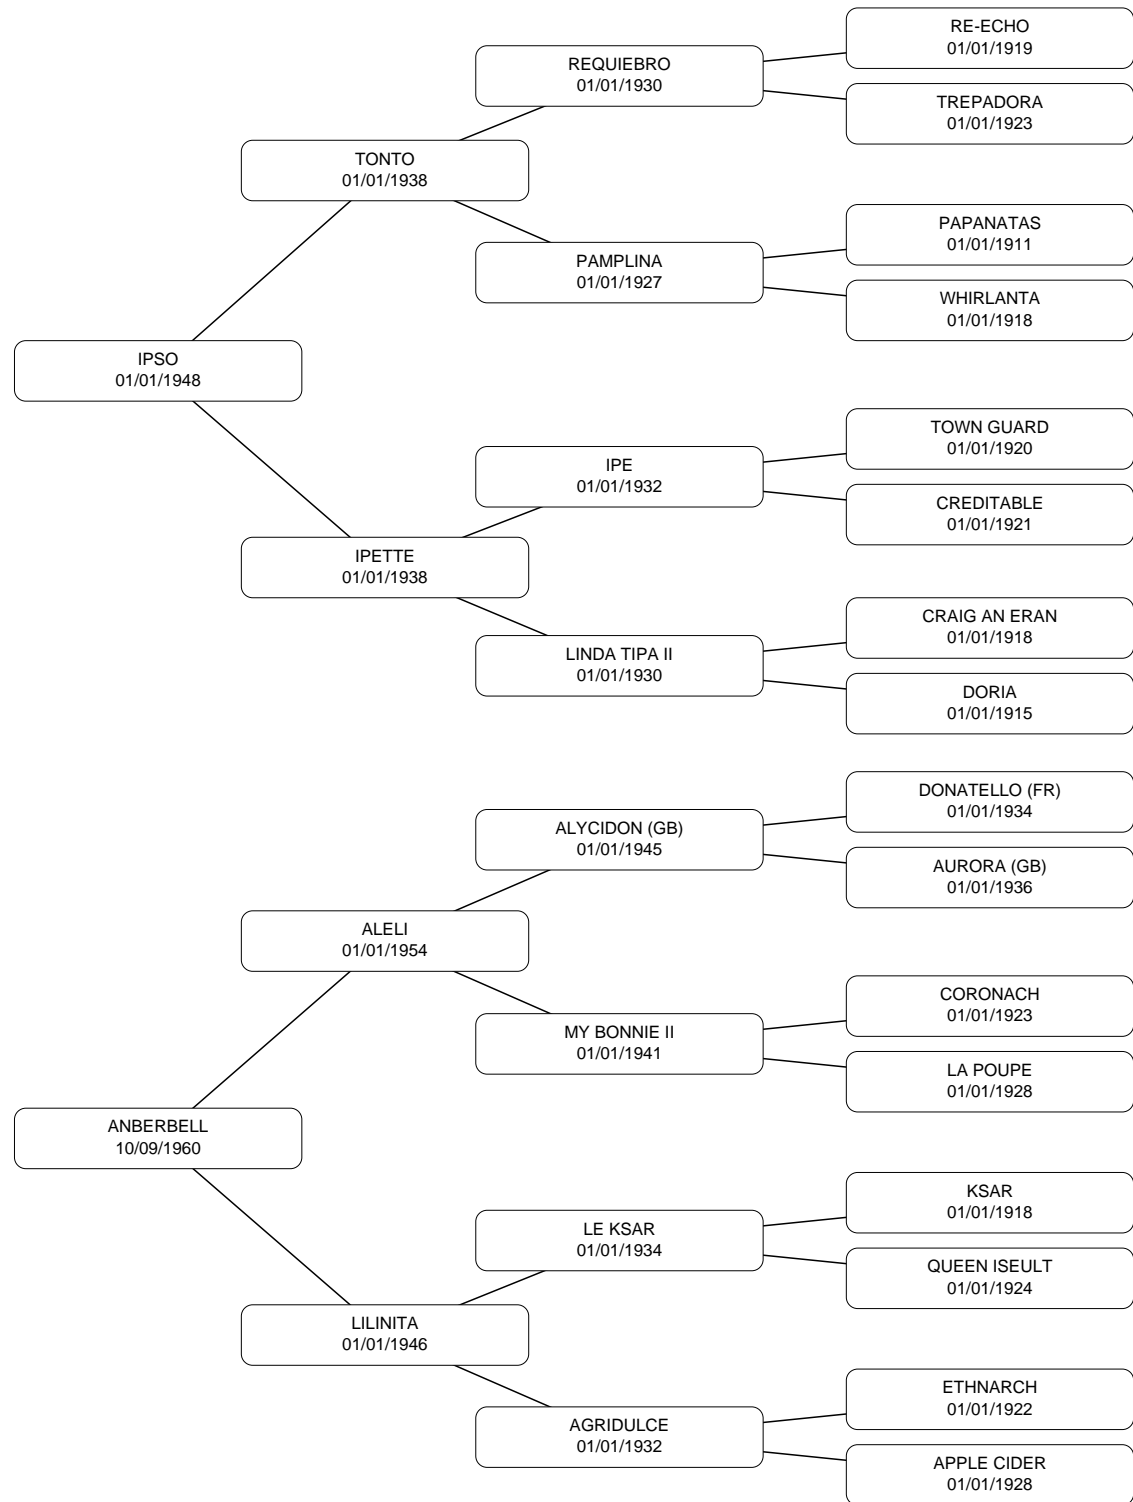 RE-ECHO
01/01/1919
REQUIEBRO
01/01/1930
TREPADORA
01/01/1923
TONTO
01/01/1938
PAPANATAS
01/01/1911
PAMPLINA
01/01/1927
WHIRLANTA
01/01/1918
IPSO
01/01/1948
TOWN GUARD
01/01/1920
IPE
01/01/1932
CREDITABLE
01/01/1921
IPETTE
01/01/1938
CRAIG AN ERAN
01/01/1918
LINDA TIPA II
01/01/1930
DORIA
01/01/1915
DONATELLO (FR)
01/01/1934
ALYCIDON (GB)
01/01/1945
AURORA (GB)
01/01/1936
ALELI
01/01/1954
CORONACH
01/01/1923
MY BONNIE II
01/01/1941
LA POUPE
01/01/1928
ANBERBELL
10/09/1960
KSAR
01/01/1918
LE KSAR
01/01/1934
QUEEN ISEULT
01/01/1924
LILINITA
01/01/1946
ETHNARCH
01/01/1922
AGRIDULCE
01/01/1932
APPLE CIDER
01/01/1928